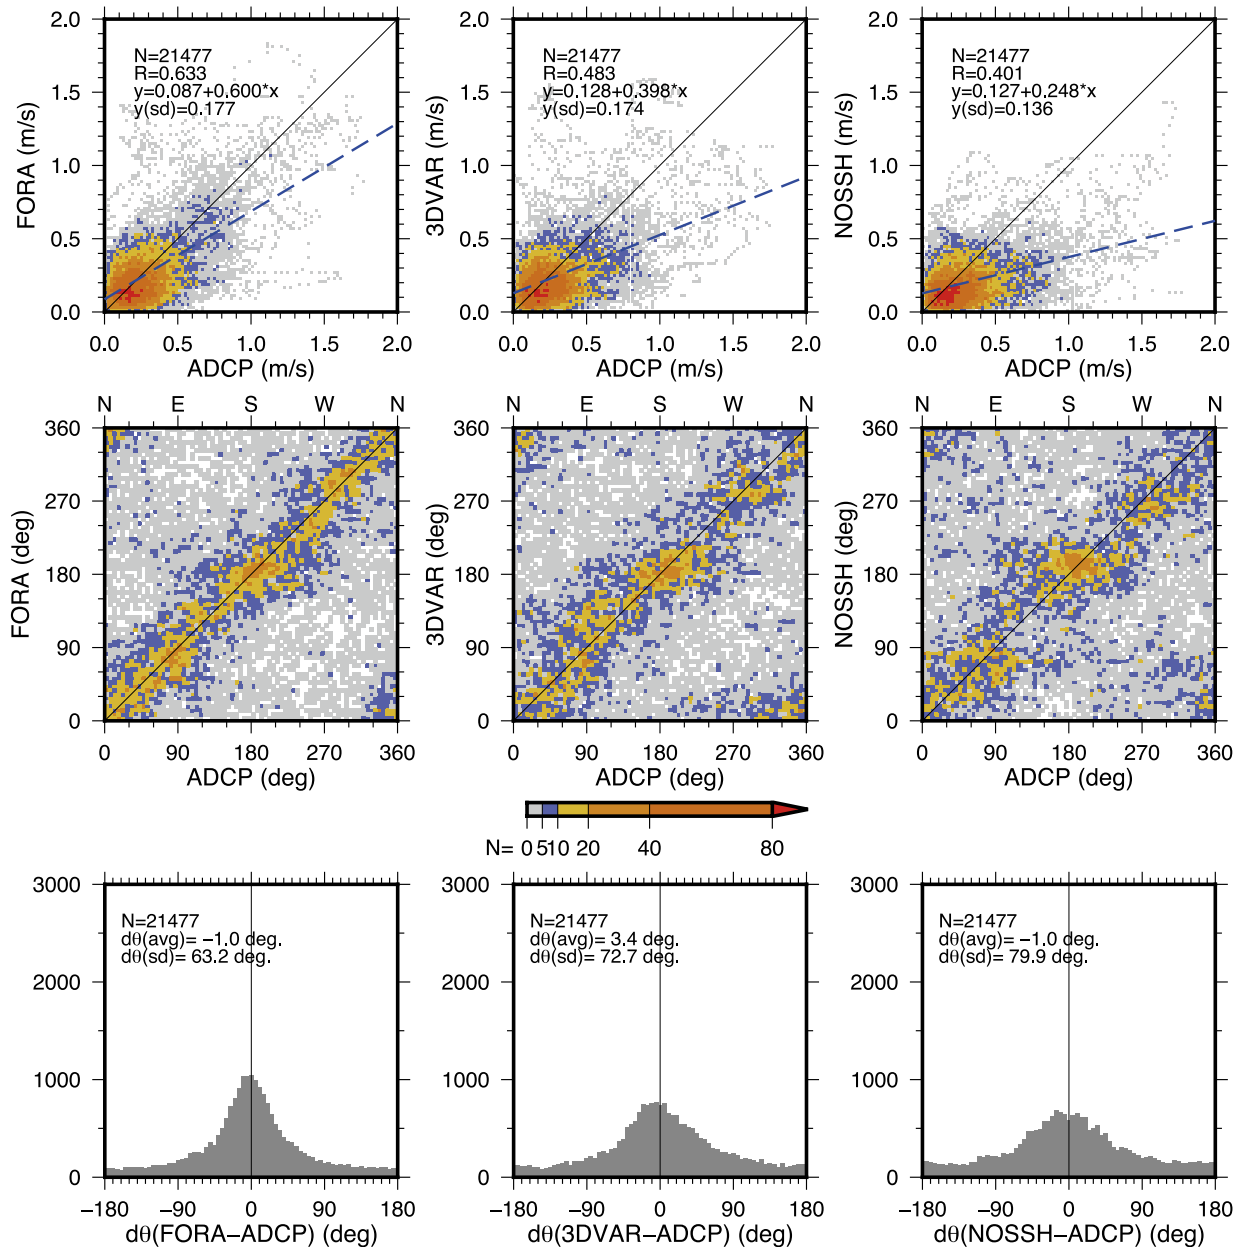 2.0
1.5
1.0
0.5
0.0
FORA (m/s)
N=21477
R=0.633
y=0.087+0.600*x
y(sd)=0.177
0.0 0.5 1.0 1.5 2.0
ADCP (m/s)
2.0
1.5
1.0
0.5
0.0
3DVAR (m/s)
N=21477
R=0.483
y=0.128+0.398*x
y(sd)=0.174
0.0 0.5 1.0 1.5 2.0
ADCP (m/s)
2.0
1.5
1.0
0.5
0.0
NOSSH (m/s)
N=21477
R=0.401
y=0.127+0.248*x
y(sd)=0.136
0.0 0.5 1.0 1.5 2.0
ADCP (m/s)
N E S W N
360
270
180
90
0
FORA (deg)
0 90 180 270 360
ADCP (deg)
N E S W N
360
270
180
90
0
3DVAR (deg)
0 90 180 270 360
ADCP (deg)
N E S W N
360
270
180
90
0
NOSSH (deg)
0 90 180 270 360
ADCP (deg)
N= 0 5 10 20 40 80
3000
2000
1000
0
N=21477
dθ(avg)= −1.0 deg.
dθ(sd)= 63.2 deg.
−180 −90 0 90 180
dθ(FORA−ADCP) (deg)
3000
2000
1000
0
N=21477
dθ(avg)= 3.4 deg.
dθ(sd)= 72.7 deg.
−180 −90 0 90 180
dθ(3DVAR−ADCP) (deg)
3000
2000
1000
0
N=21477
dθ(avg)= −1.0 deg.
dθ(sd)= 79.9 deg.
−180 −90 0 90 180
dθ(NOSSH−ADCP) (deg)